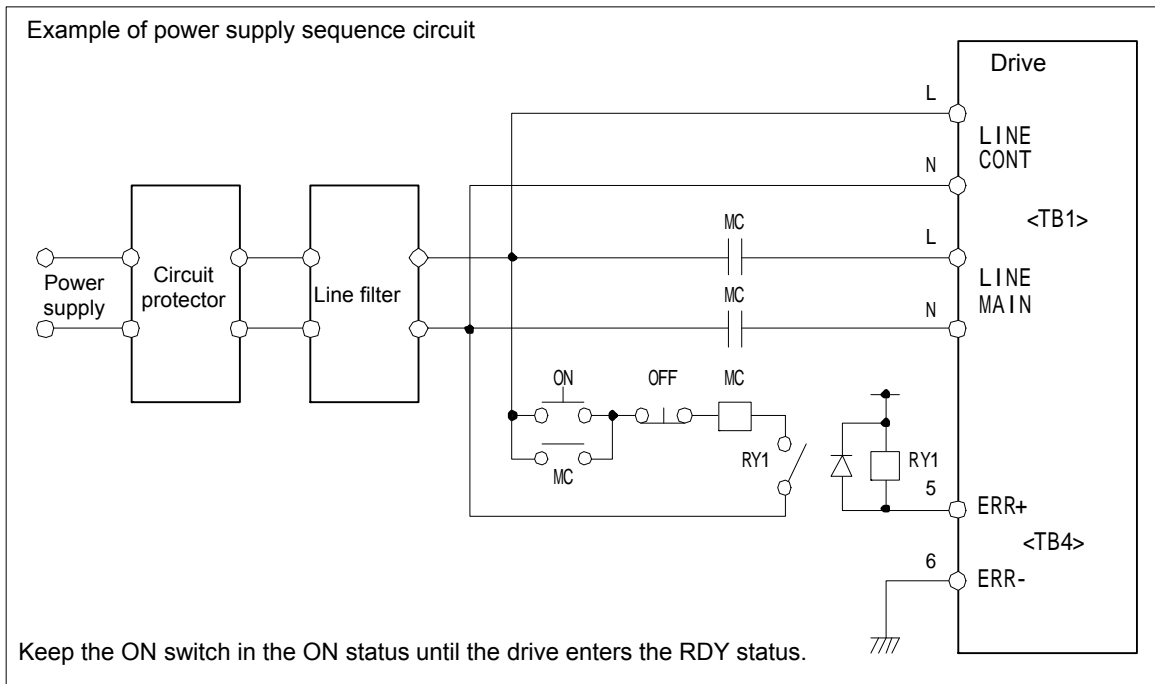 Example of power supply sequence circuit
Drive
L
LINE
CONT
N
<TB1>
MC
L
Power
supply
Circuit
protector
Line filter
LINE
MAIN
MC
N
ON
OFF
MC
MC
RY1
RY1
5
ERR+
<TB4>
6
ERR-
Keep the ON switch in the ON status until the drive enters the RDY status.